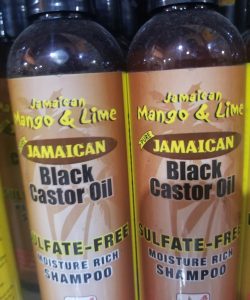 Jamaican
Mango & Lime
PURE
JAMAICAN
Black
Castor Oil
SULFATE-FREE
MOISTURE RICH
SHAMPOO
Jamaican
Mango & Lime
PURE
JAMAICAN
Black
Castor Oil
SULFATE-FREE
MOISTURE RICH
SHAMPOO